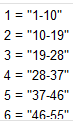 1 = "1-10"
2 = "10-19"
3 = "19-28"
4 = "28-37"
5 = "37-46"
6 = "46-55"